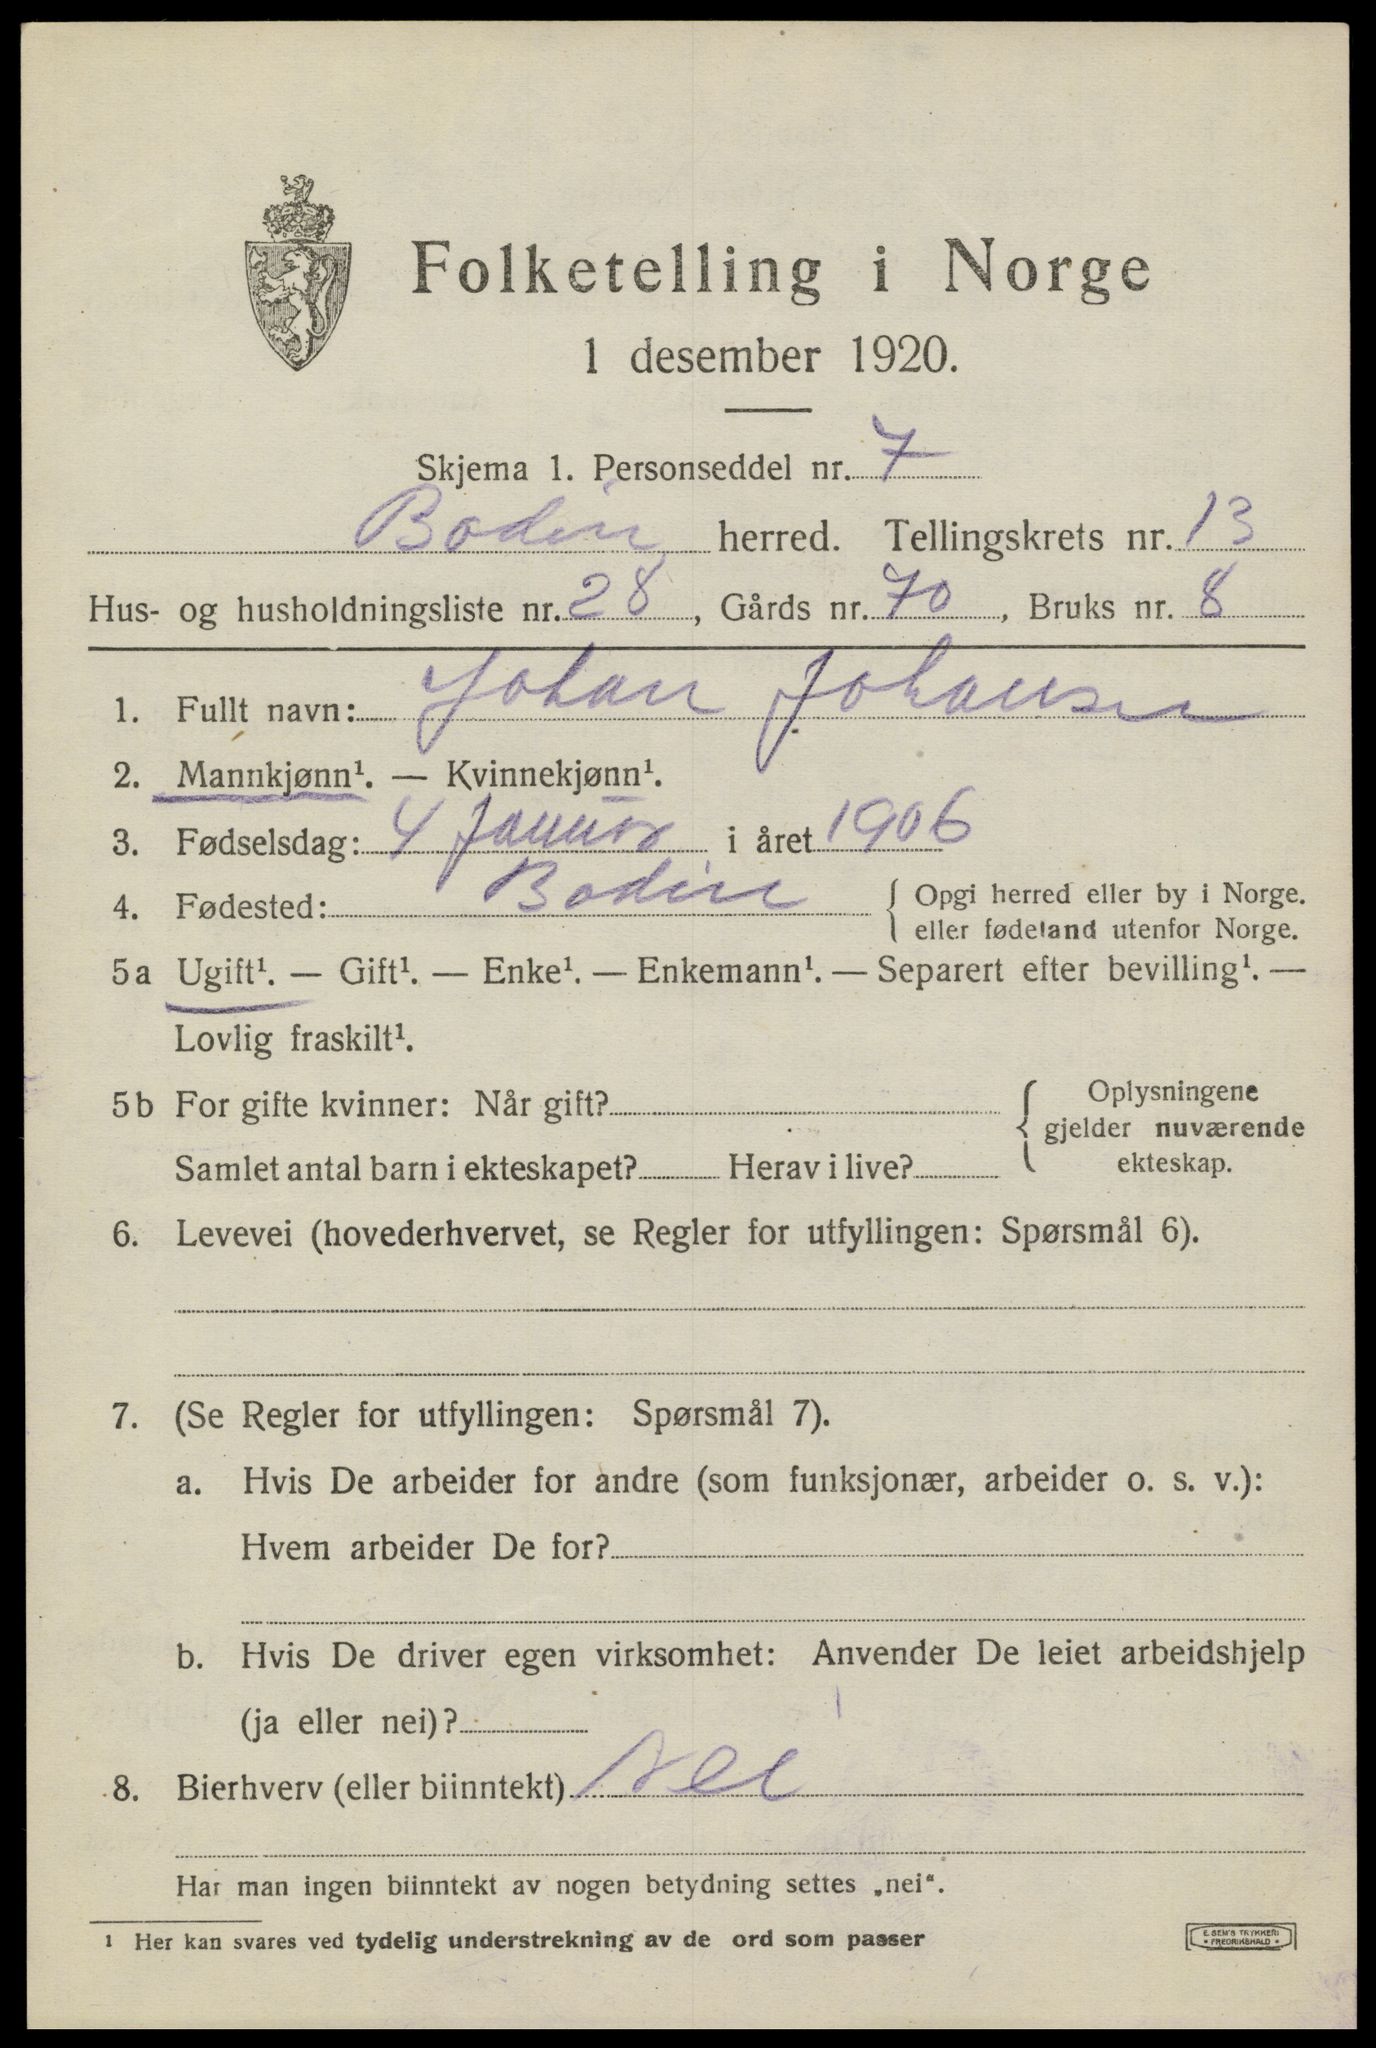 Folketelling i Norge
1 desember 1920.
Skjema 1. Personseddel nr. 7
Bodin herred. Tellingskrets nr. 13
Hus- og husholdningsliste nr. 28, Gårds nr. 70, Bruks nr. 8
1. Fullt navn: Johan Johansen
2. Mannkjønn¹. — Kvinnekjønn¹.
3. Fødselsdag: 4 Januar i året 1906
4. Fødested: Bodin { Opgi herred eller by i Norge.
eller fødeland utenfor Norge.
5a Ugift¹. — Gift¹. — Enke¹. — Enkemann¹. — Separert efter bevilling¹. —
Lovlig fraskilt¹.
5b For gifte kvinner: Når gift? { Oplysningene
gjelder nuværende
Samlet antal barn i ekteskapet? Herav i live? ekteskap.
6. Levevei (hovederhvervet, se Regler for utfyllingen: Spørsmål 6).
7. (Se Regler for utfyllingen: Spørsmål 7).
a. Hvis De arbeider for andre (som funksjonær, arbeider o. s. v.):
Hvem arbeider De for?
b. Hvis De driver egen virksomhet: Anvender De leiet arbeidshjelp
(ja eller nei)?
8. Bierhverv (eller biinntekt) Nei
Har man ingen biinntekt av nogen betydning settes „nei“.
1 Her kan svares ved tydelig understrekning av de ord som passer
E. SEM'S TRYKKERI
* FREDRIKSHALD *